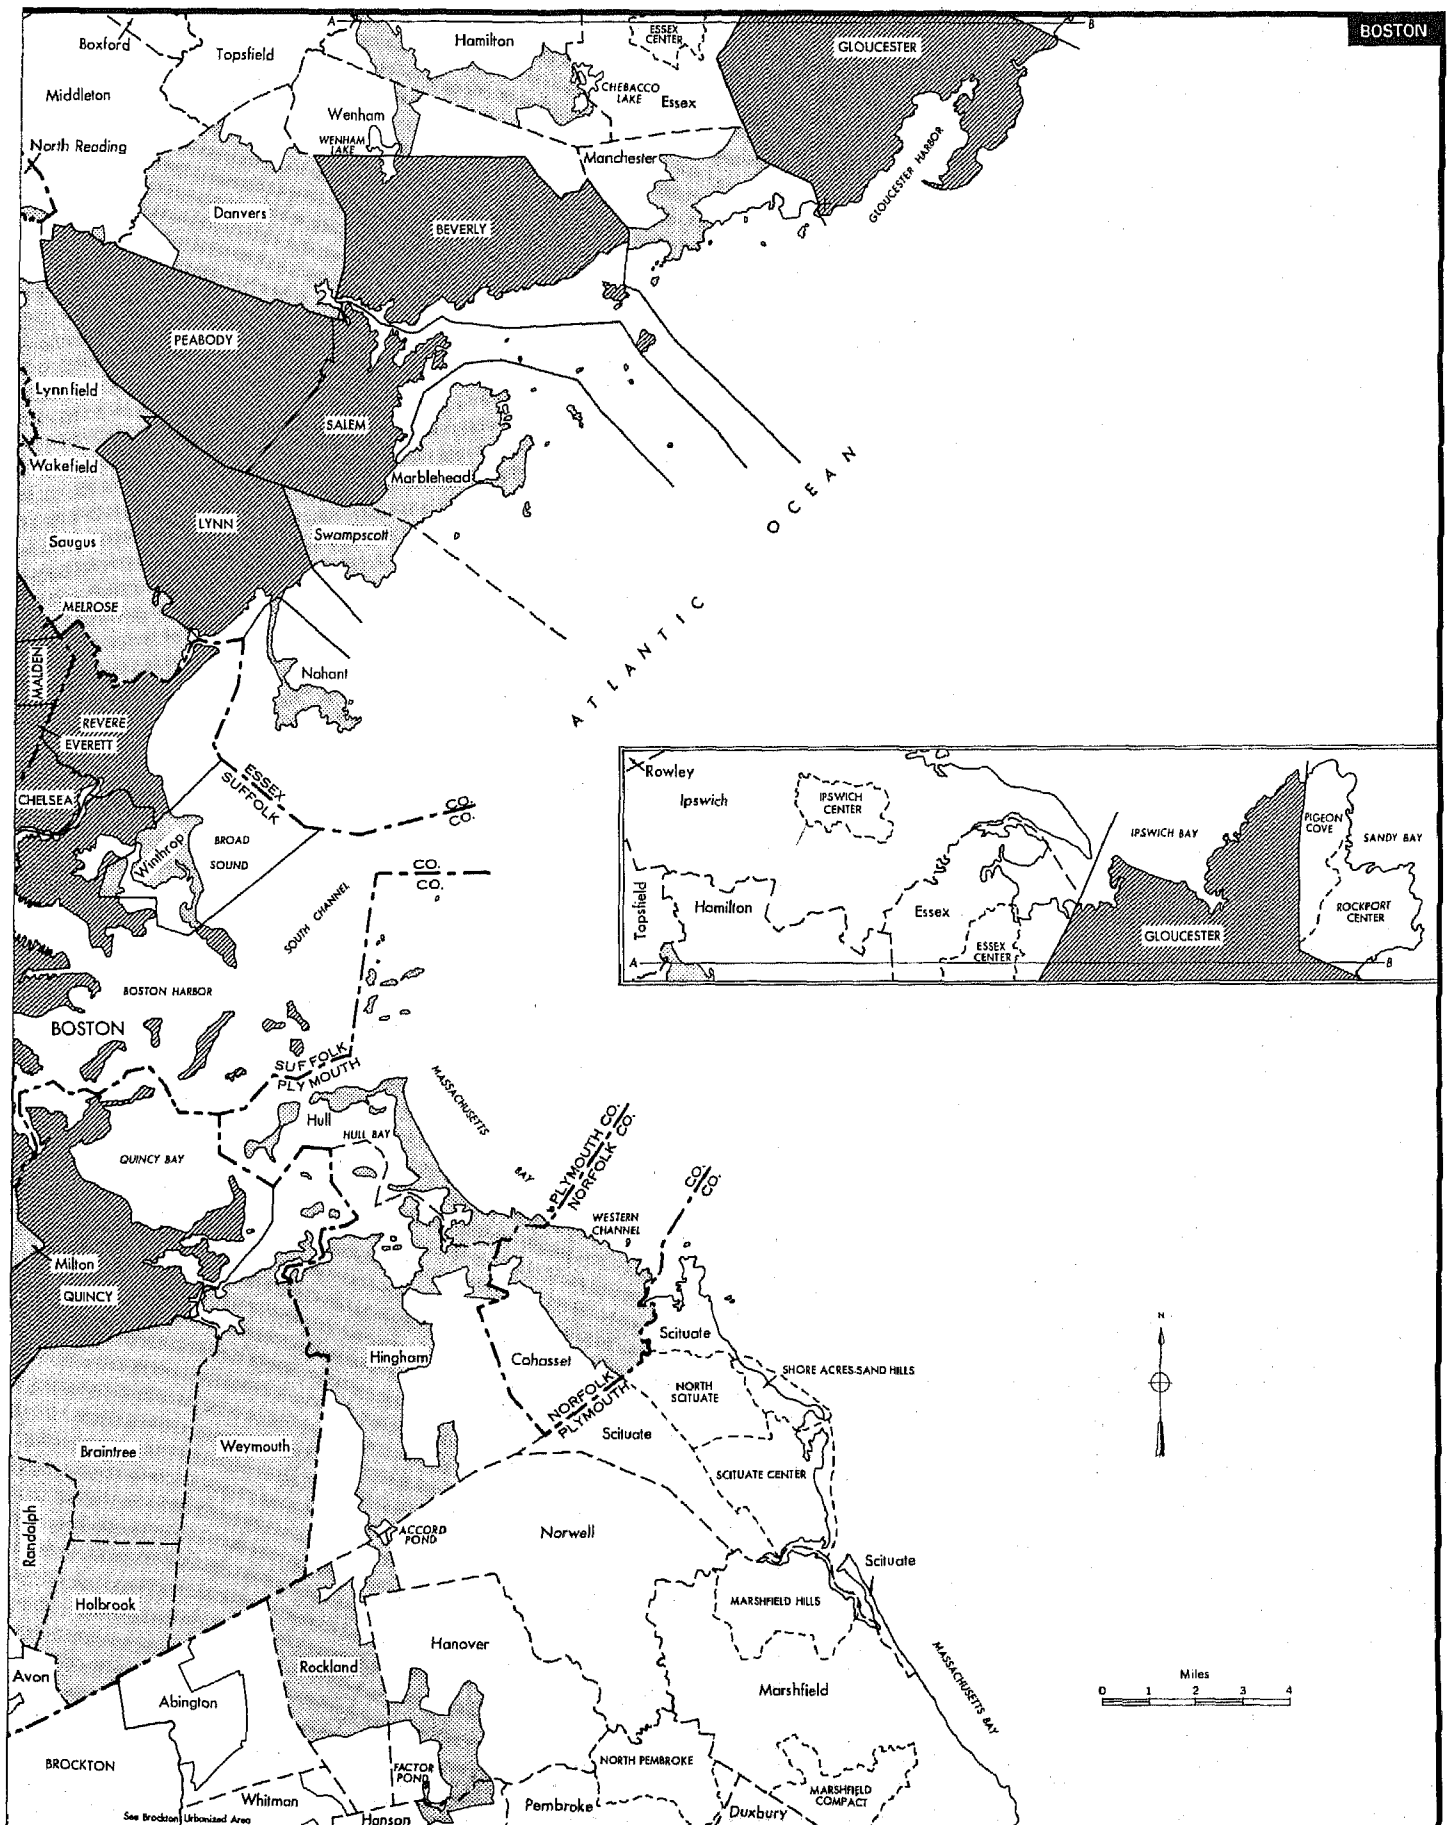 BOSTON
A
B
Boxford
Topsfield
Hamilton
ESSEX
CENTER
GLOUCESTER
Middleton
CHEBACCO
LAKE
Essex
Wenham
North Reading
WENHAM
LAKE
Manchester
GLOUCESTER HARBOR
Danvers
BEVERLY
PEABODY
Lynnfield
SALEM
Wakefield
Marblehead
ATLANTIC OCEAN
LYNN
Swampscott
Saugus
MELROSE
MALDEN
Nahant
REVERE
EVERETT
CHELSEA
ESSEX CO.
SUFFOLK CO.
Winthrop
BROAD
SOUND
CO.
CO.
SOUTH CHANNEL
Rowley
Ipswich
IPSWICH
CENTER
IPSWICH BAY
PIGEON
COVE
SANDY BAY
Topsfield
Hamilton
Essex
ROCKPORT
CENTER
GLOUCESTER
ESSEX
CENTER
A
B
BOSTON HARBOR
BOSTON
SUFFOLK
PLYMOUTH
MASSACHUSETTS
BAY
Hull
HULL BAY
QUINCY BAY
PLYMOUTH CO.
NORFOLK CO.
CO.
CO.
WESTERN
CHANNEL
Milton
QUINCY
N
Scituate
Hingham
Cohasset
SHORE ACRES-SAND HILLS
NORTH
SCITUATE
NORFOLK
PLYMOUTH
Scituate
Braintree
Weymouth
SCITUATE CENTER
Randolph
ACCORD
POND
Norwell
Scituate
Holbrook
MARSHFIELD HILLS
Hanover
MASSACHUSETTS BAY
Avon
Rockland
Miles
0 1 2 3 4
Abington
Marshfield
BROCKTON
FACTOR
POND
NORTH PEMBROKE
MARSHFIELD
COMPACT
Whitman
Pembroke
Duxbury
See Brockton Urbanized Area
Hanson